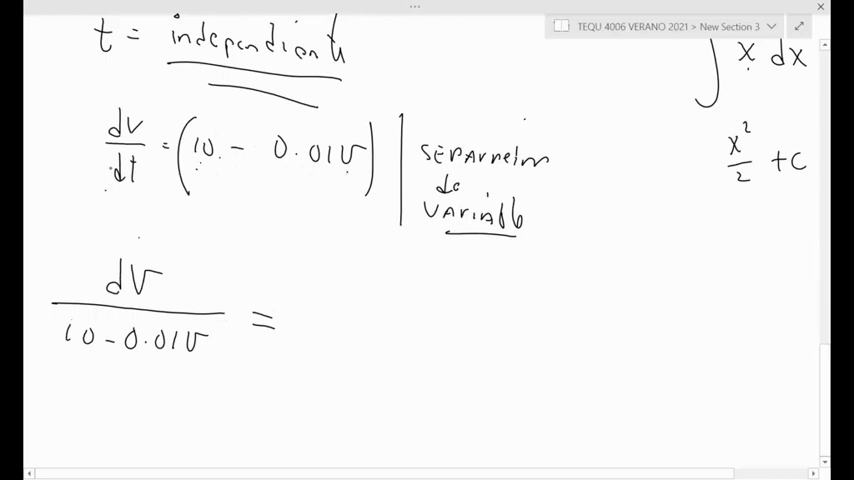 TEQU 4006 VERANO 2021 > New Section 3
t = independiente
∫ x dx
dv/dt = (10 - 0.01V)
separación
de
variable
x²/2 + C
dV/(10 - 0.01V) =